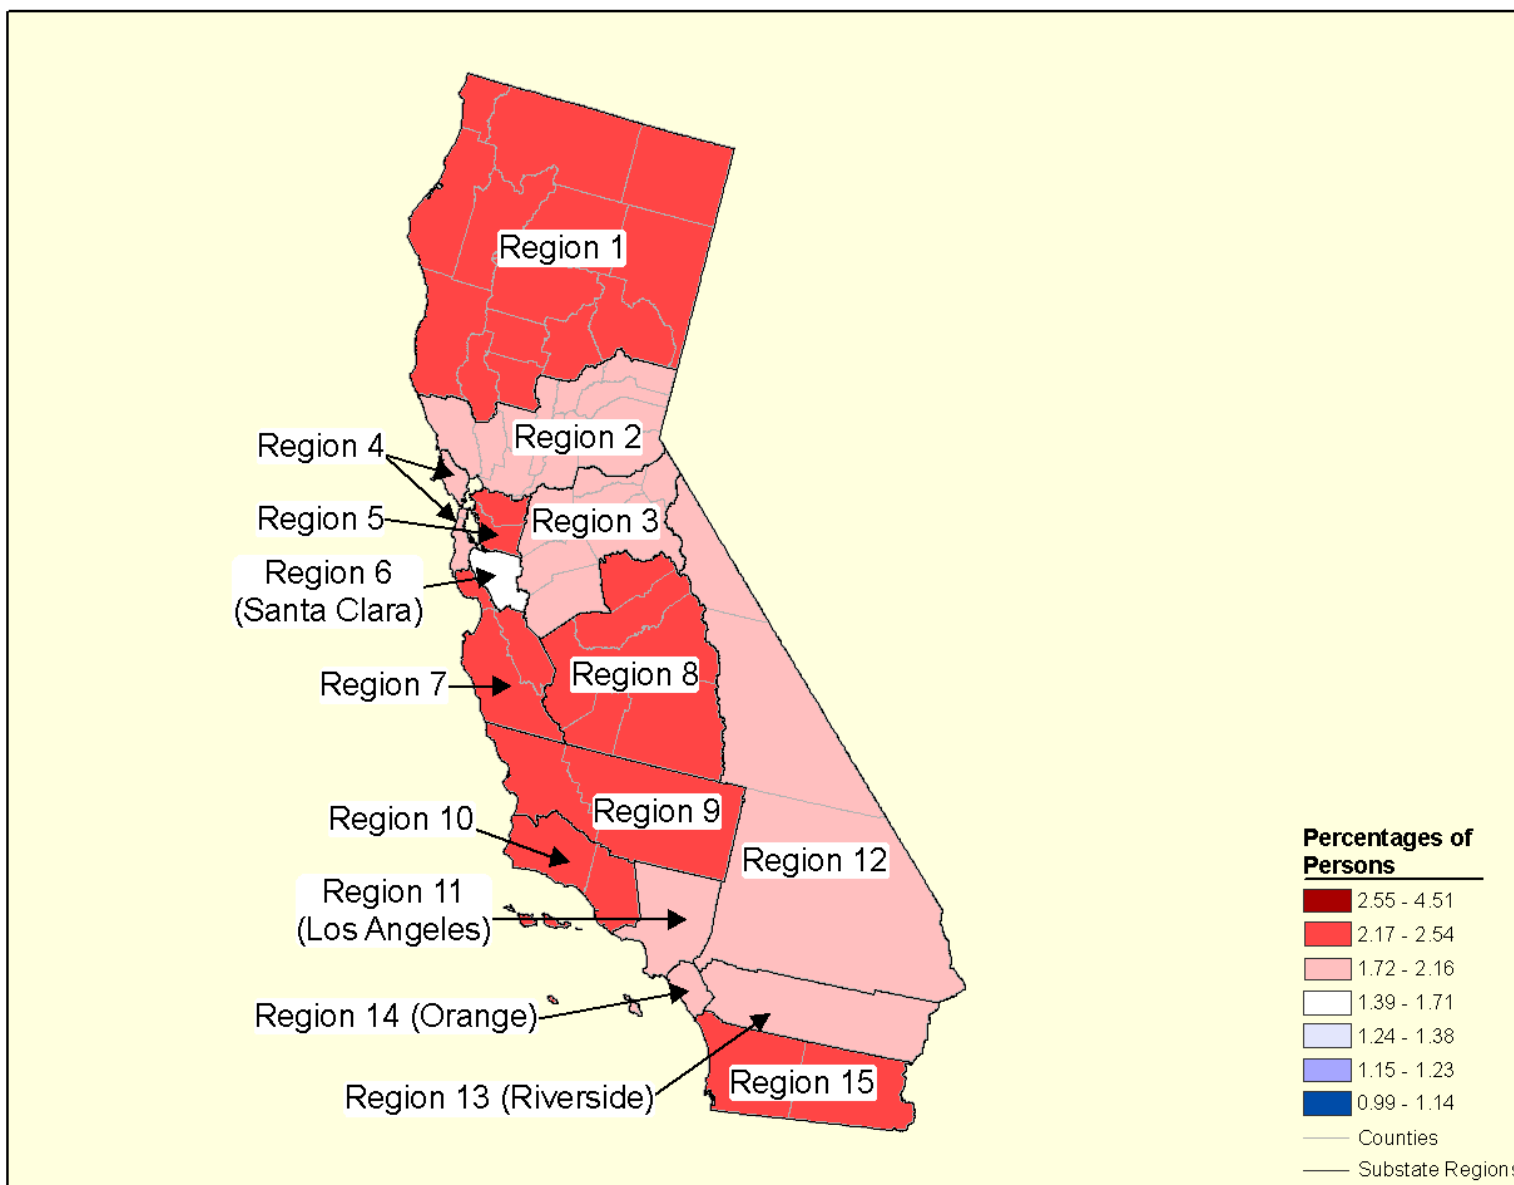 Region 1
Region 2
Region 4
Region 5
Region 3
Region 6
(Santa Clara)
Region 7
Region 8
Region 9
Region 10
Region 12
Region 11
(Los Angeles)
Region 14 (Orange)
Region 13 (Riverside)
Region 15
Percentages of
Persons
2.55 - 4.51
2.17 - 2.54
1.72 - 2.16
1.39 - 1.71
1.24 - 1.38
1.15 - 1.23
0.99 - 1.14
Counties
Substate Regions